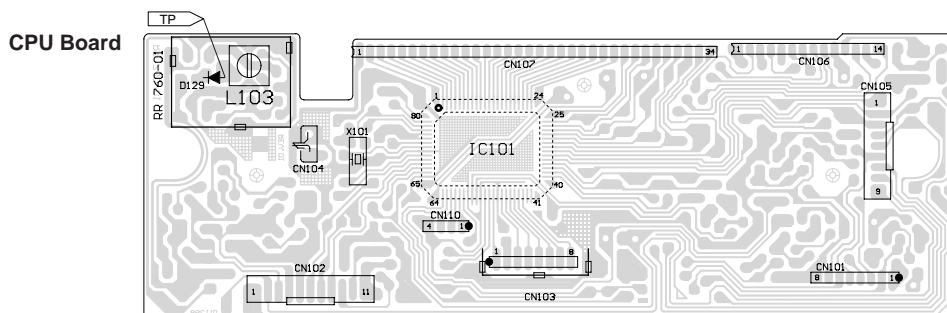 TP
CPU Board
RR 760-01
D129
L103
1
CN107
34
1
CN106
14
CN105
1
9
CN104
X101
1
24
80
25
IC101
65
40
64
41
CN110
4
1
1
8
CN103
CN102
1
11
CN101
8
1